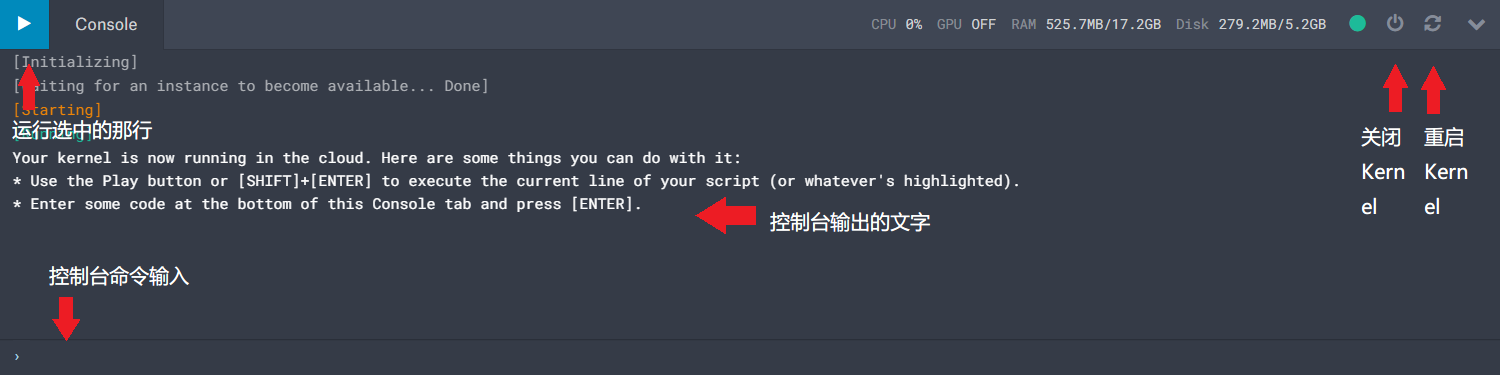 Console
CPU 0% GPU OFF RAM 525.7MB/17.2GB Disk 279.2MB/5.2GB
[Initializing]
[Waiting for an instance to become available... Done]
[Starting]
运行选中的那行
关闭 重启
Your kernel is now running in the cloud. Here are some things you can do with it:
Kern Kern
* Use the Play button or [SHIFT]+[ENTER] to execute the current line of your script (or whatever's highlighted).
* Enter some code at the bottom of this Console tab and press [ENTER].
el el
控制台输出的文字
控制台命令输入
›